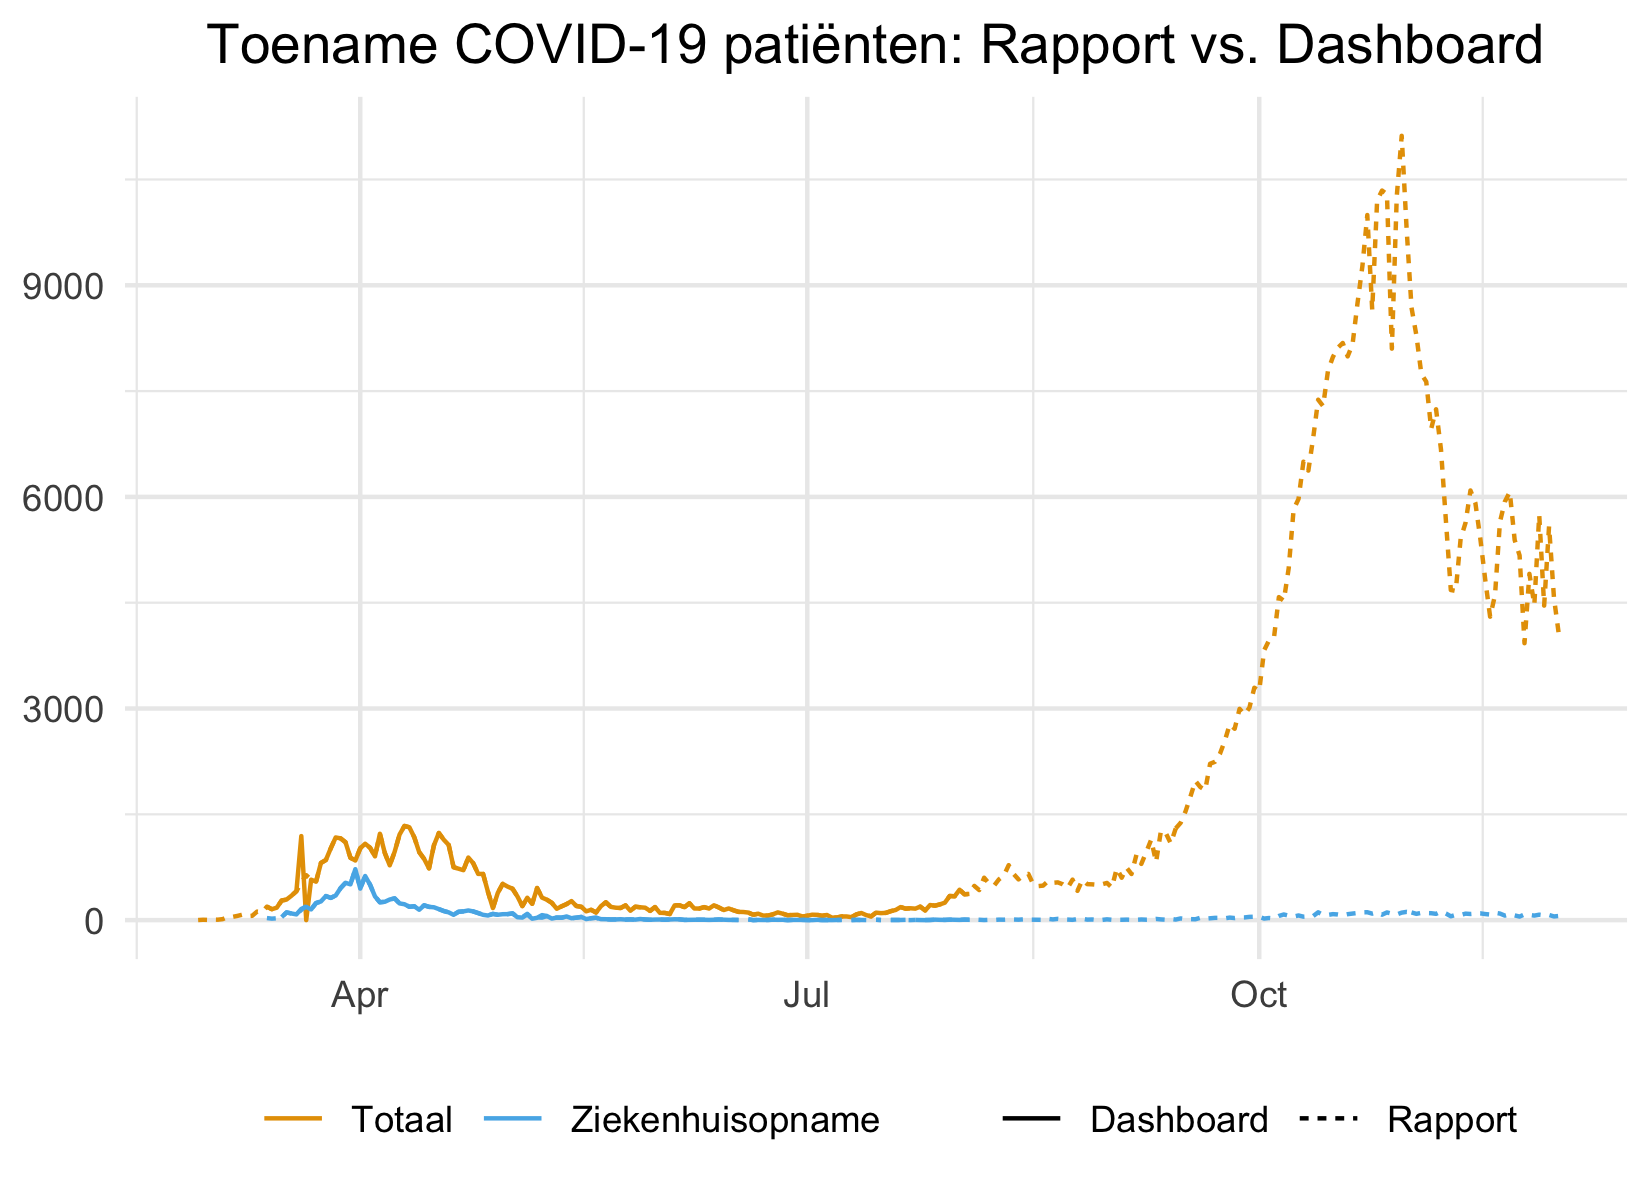 Toename COVID-19 patiënten: Rapport vs. Dashboard
9000
6000
3000
0
Apr Jul Oct
Totaal Ziekenhuisopname Dashboard Rapport